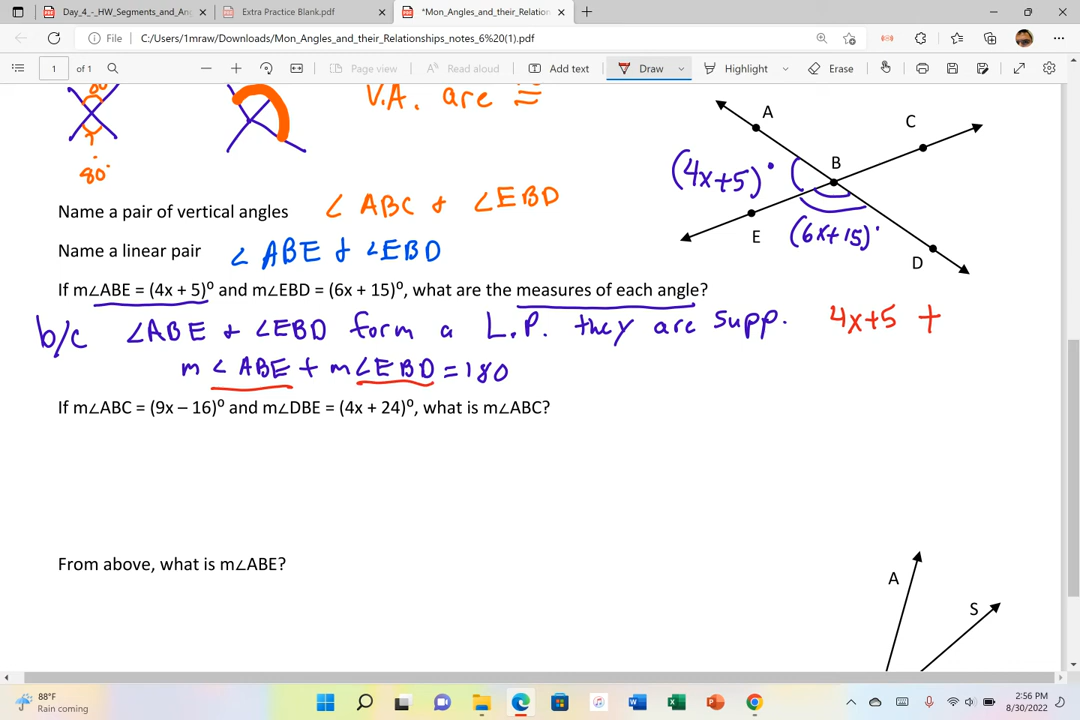 Day_4_-_HW_Segments_and_An
Extra Practice Blank.pdf
*Mon_Angles_and_their_Relation
File C:/Users/1mraw/Downloads/Mon_Angles_and_their_Relationships_notes_6%20(1).pdf
1 of 1
Page view
Read aloud
Add text
Draw
Highlight
Erase
V.A. are ≅
80°
A
C
B
(4x+5)°
E
(6x+15)°
D
Name a pair of vertical angles ∠ABC & ∠EBD
Name a linear pair ∠ABE & ∠EBD
If m∠ABE = (4x + 5)⁰ and m∠EBD = (6x + 15)⁰, what are the measures of each angle?
b/c ∠ABE & ∠EBD form a L.P. they are supp. 4x+5 +
m∠ABE + m∠EBD = 180
If m∠ABC = (9x – 16)⁰ and m∠DBE = (4x + 24)⁰, what is m∠ABC?
From above, what is m∠ABE?
A
S
88°F
Rain coming
2:56 PM
8/30/2022